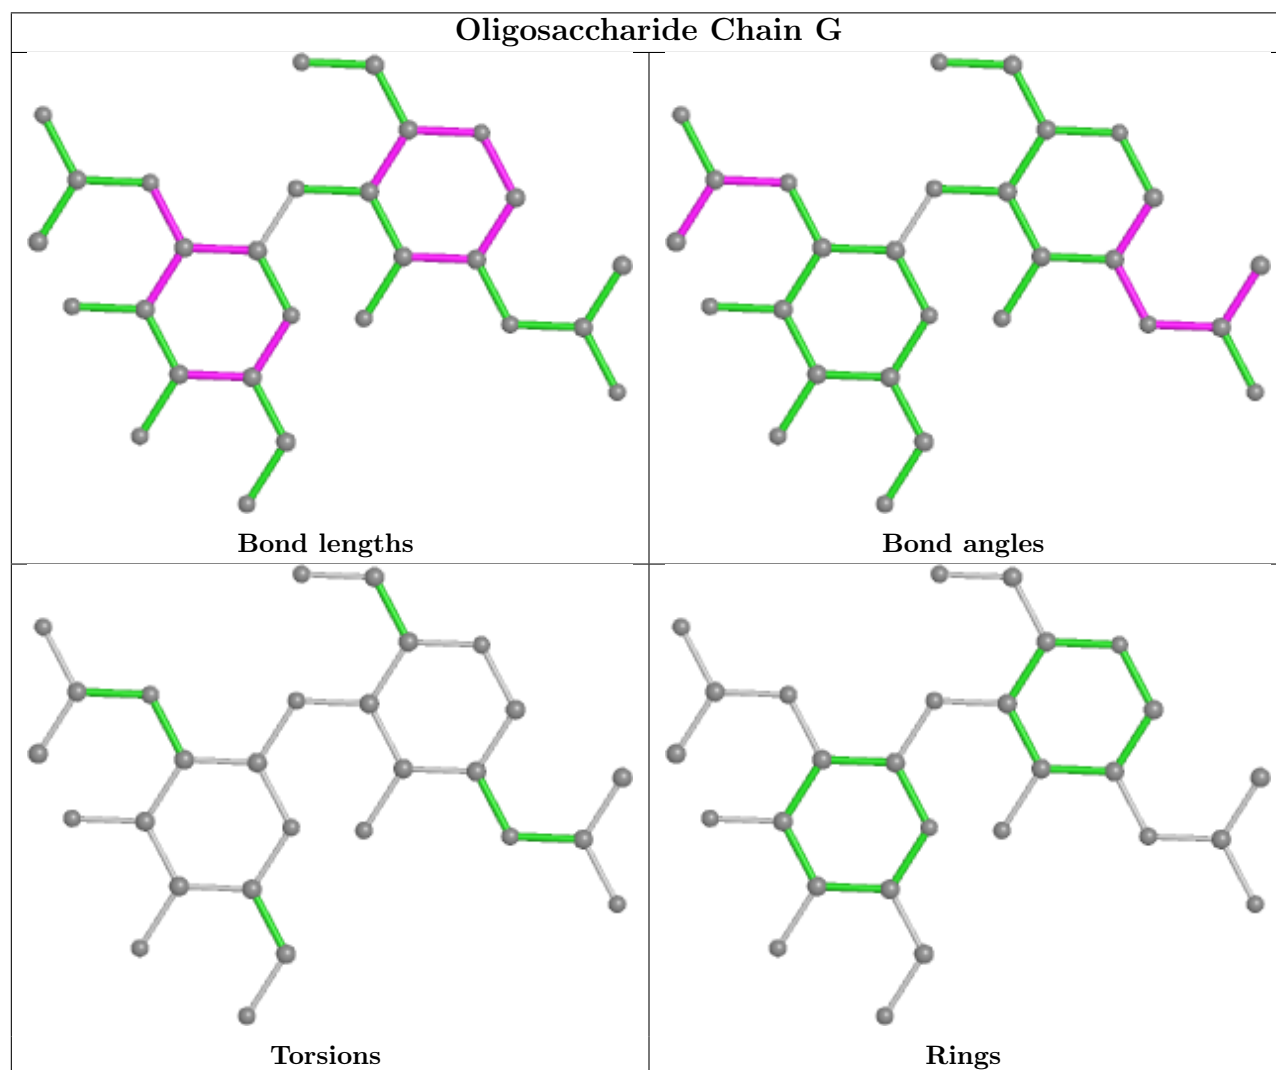 Oligosaccharide Chain G
Bond lengths
Bond angles
Torsions
Rings